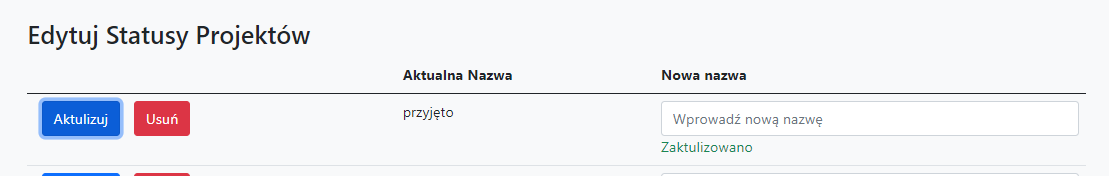 Edytuj Statusy Projektów
Aktualna Nazwa Nowa nazwa
Aktulizuj Usuń przyjęto Wprowadź nową nazwę
Zaktulizowano